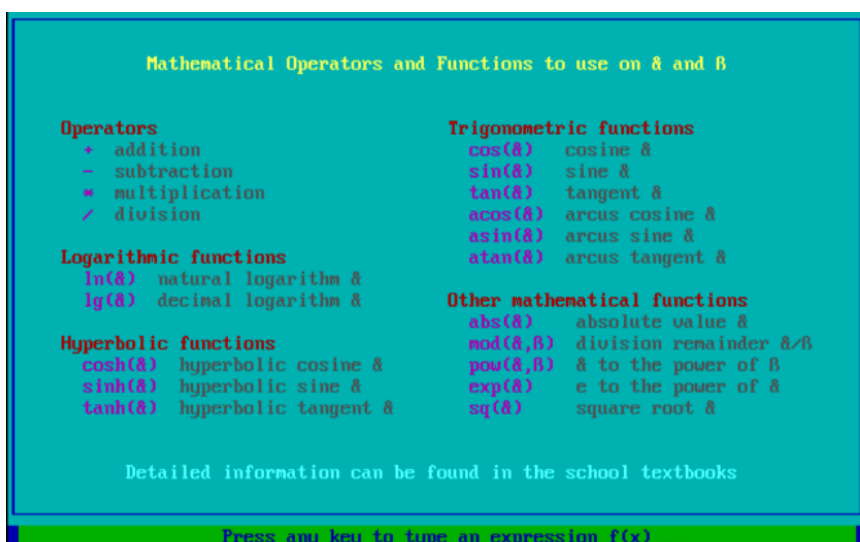 Mathematical Operators and Functions to use on & and ß
Operators
+ addition
- subtraction
* multiplication
/ division
Logarithmic functions
ln(&) natural logarithm &
lg(&) decimal logarithm &
Hyperbolic functions
cosh(&) hyperbolic cosine &
sinh(&) hyperbolic sine &
tanh(&) hyperbolic tangent &
Trigonometric functions
cos(&) cosine &
sin(&) sine &
tan(&) tangent &
acos(&) arcus cosine &
asin(&) arcus sine &
atan(&) arcus tangent &
Other mathematical functions
abs(&) absolute value &
mod(&,ß) division remainder &/ß
pow(&,ß) & to the power of ß
exp(&) e to the power of &
sq(&) square root &
Detailed information can be found in the school textbooks
Press any key to type an expression f(x)